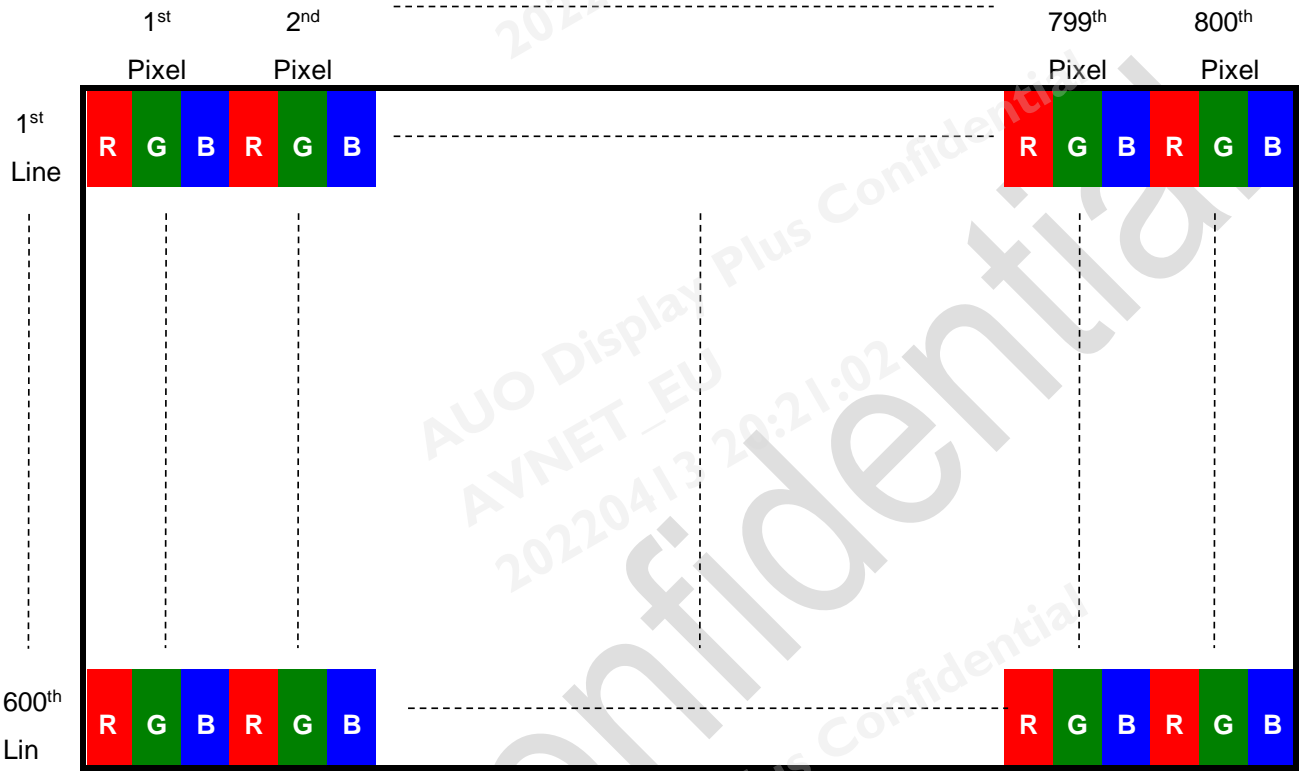 1st 2nd 799th 800th
Pixel Pixel Pixel Pixel
1st
Line
R G B R G B R G B R G B
AUO Display Plus Confidential
AVNET_EU
20220413 20:21:02
Confidential
600th
Lin
R G B R G B R G B R G B